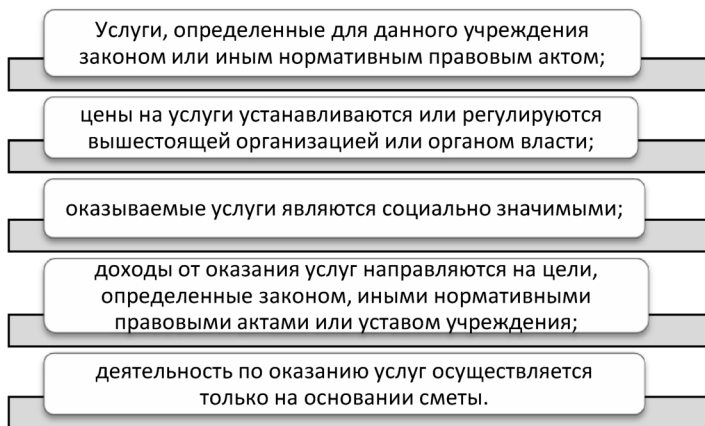 Услуги, определенные для данного учреждения
законом или иным нормативным правовым актом;
цены на услуги устанавливаются или регулируются
вышестоящей организацией или органом власти;
оказываемые услуги являются социально значимыми;
доходы от оказания услуг направляются на цели,
определенные законом, иными нормативными
правовыми актами или уставом учреждения;
деятельность по оказанию услуг осуществляется
только на основании сметы.